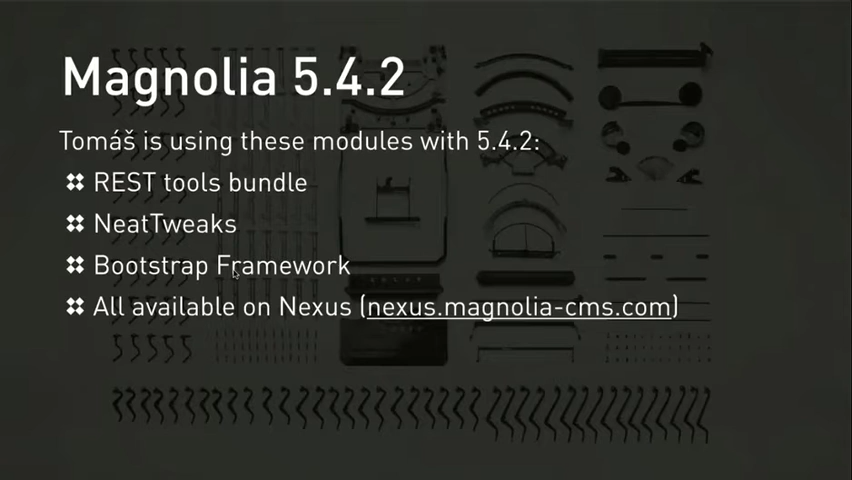 Magnolia 5.4.2
Tomáš is using these modules with 5.4.2:
REST tools bundle
NeatTweaks
Bootstrap Framework
All available on Nexus (nexus.magnolia-cms.com)